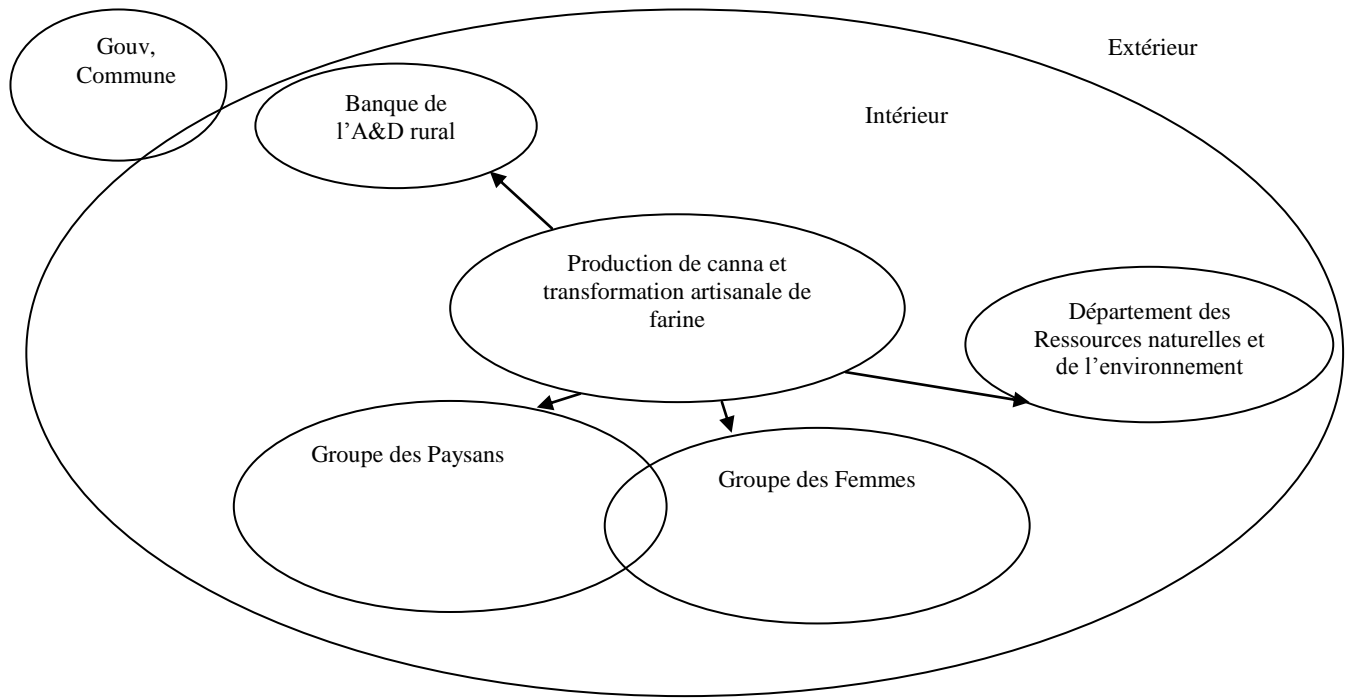 Gouv,
Commune
Extérieur
Banque de
l’A&D rural
Intérieur
Production de canna et
transformation artisanale de
farine
Département des
Ressources naturelles et
de l’environnement
Groupe des Paysans
Groupe des Femmes